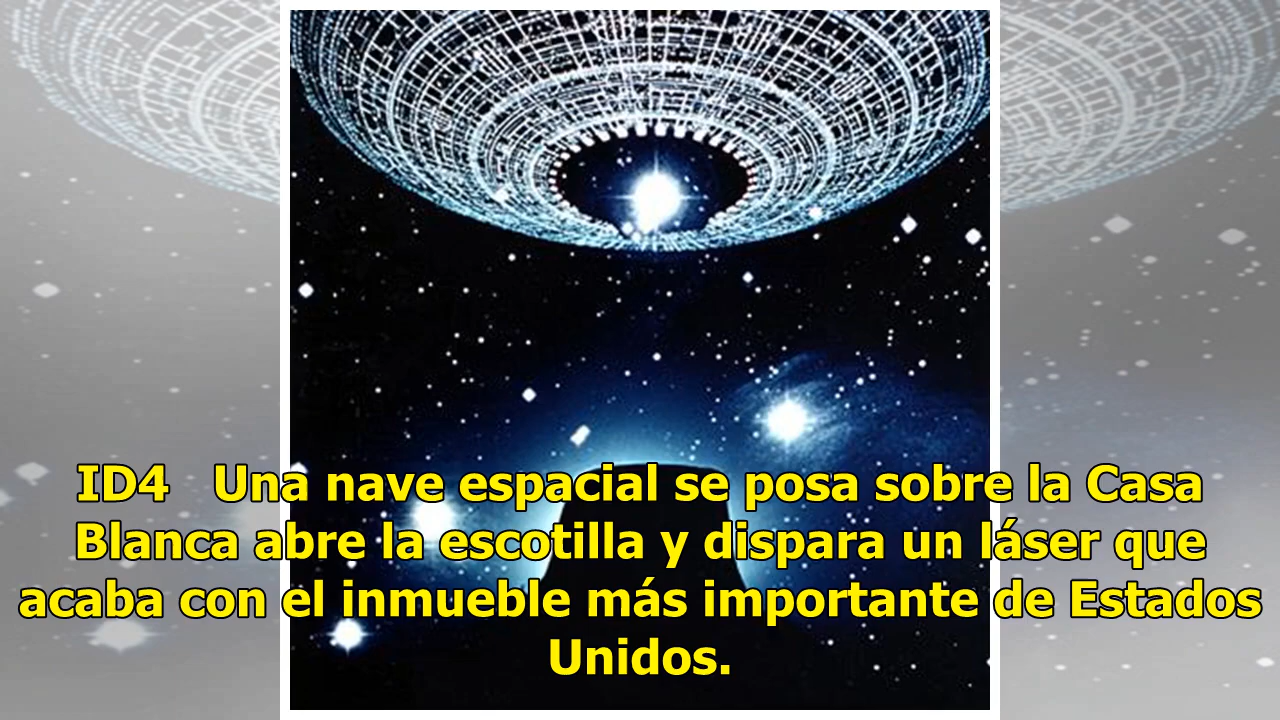 ID4   Una nave espacial se posa sobre la Casa
Blanca abre la escotilla y dispara un láser que
acaba con el inmueble más importante de Estados
Unidos.